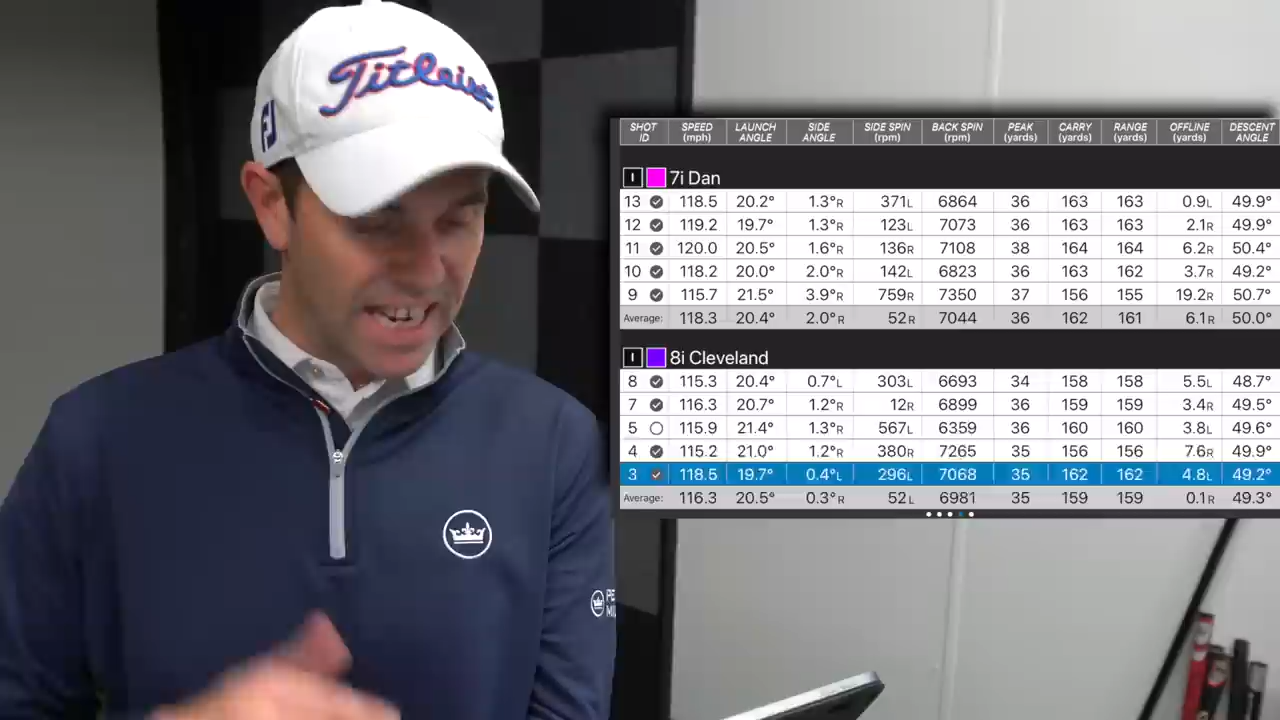 Titleist
FJ
PE
MI
SHOT ID SPEED (mph) LAUNCH ANGLE SIDE ANGLE SIDE SPIN (rpm) BACK SPIN (rpm) PEAK (yards) CARRY (yards) RANGE (yards) OFFLINE (yards) DESCENT ANGLE
I 7i Dan
13 118.5 20.2° 1.3°R 371L 6864 36 163 163 0.9L 49.9°
12 119.2 19.7° 1.3°R 123L 7073 36 163 163 2.1R 49.9°
11 120.0 20.5° 1.6°R 136R 7108 38 164 164 6.2R 50.4°
10 118.2 20.0° 2.0°R 142L 6823 36 163 162 3.7R 49.2°
9 115.7 21.5° 3.9°R 759R 7350 37 156 155 19.2R 50.7°
Average: 118.3 20.4° 2.0°R 52R 7044 36 162 161 6.1R 50.0°
I 8i Cleveland
8 115.3 20.4° 0.7°L 303L 6693 34 158 158 5.5L 48.7°
7 116.3 20.7° 1.2°R 12R 6899 36 159 159 3.4R 49.5°
5 115.9 21.4° 1.3°R 567L 6359 36 160 160 3.8L 49.6°
4 115.2 21.0° 1.2°R 380R 7265 35 156 156 7.6R 49.9°
3 118.5 19.7° 0.4°L 296L 7068 35 162 162 4.8L 49.2°
Average: 116.3 20.5° 0.3°R 52L 6981 35 159 159 0.1R 49.3°